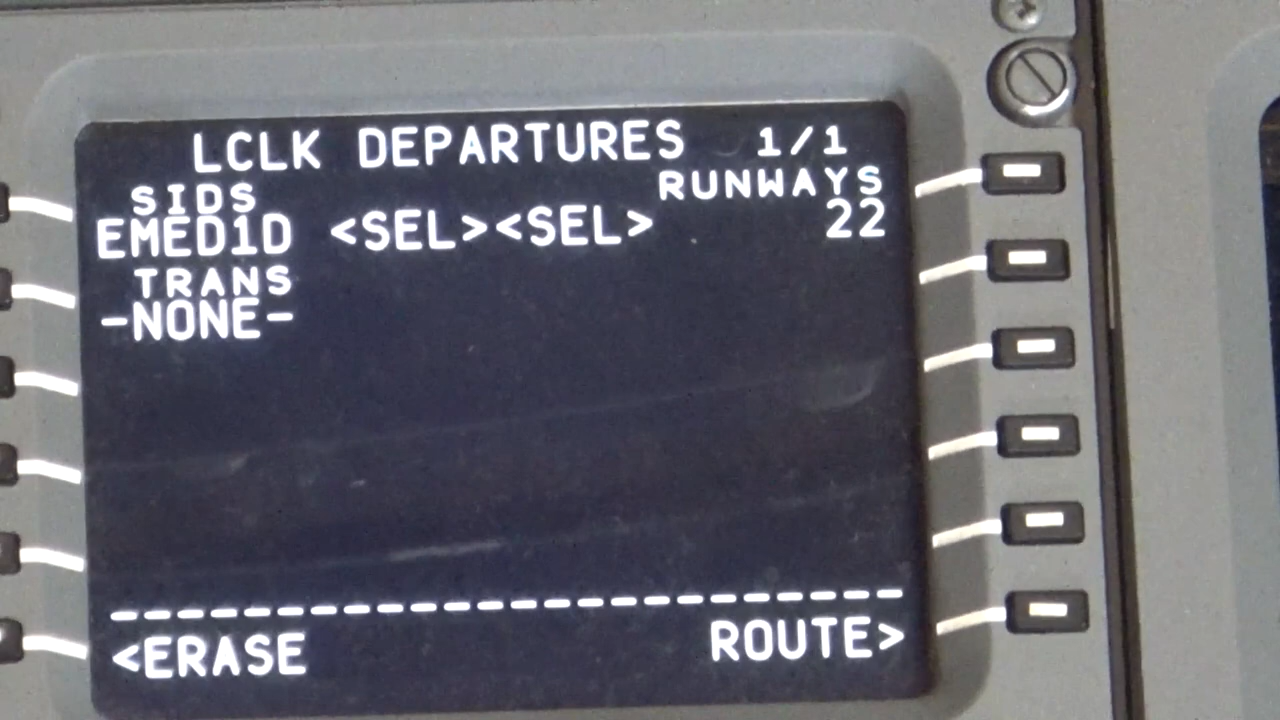 LCLK DEPARTURES 1/1
SIDS RUNWAYS
EMED1D <SEL><SEL> 22
TRANS
-NONE-
<ERASE ROUTE>